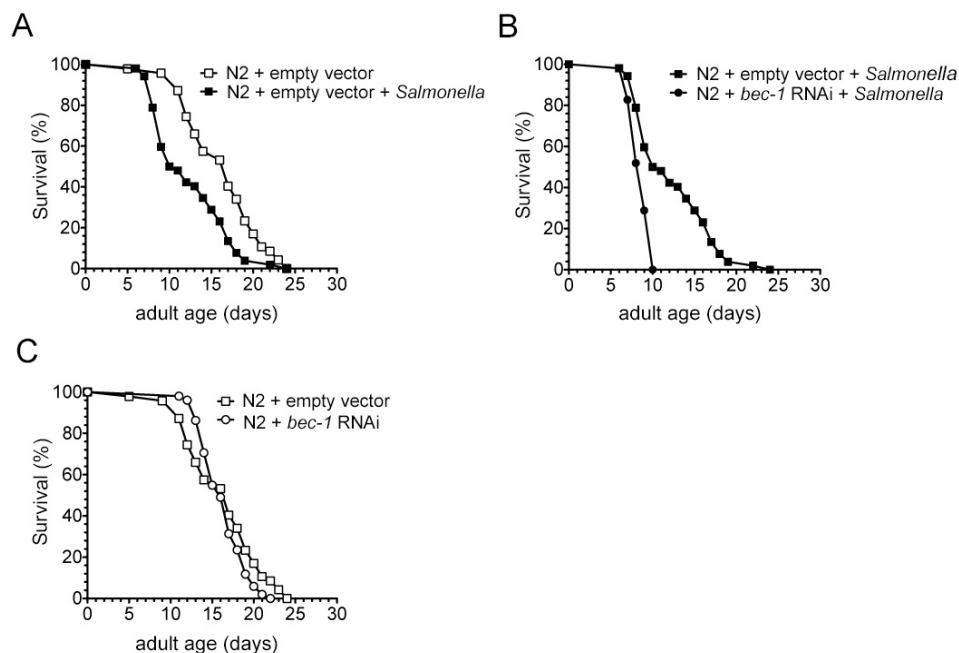 A
N2 + empty vector
N2 + empty vector + Salmonella
Survival (%)
100
80
60
40
20
0
0 5 10 15 20 25 30
adult age (days)
B
N2 + empty vector + Salmonella
N2 + bec-1 RNAi + Salmonella
Survival (%)
100
80
60
40
20
0
0 5 10 15 20 25 30
adult age (days)
C
N2 + empty vector
N2 + bec-1 RNAi
Survival (%)
100
80
60
40
20
0
0 5 10 15 20 25 30
adult age (days)